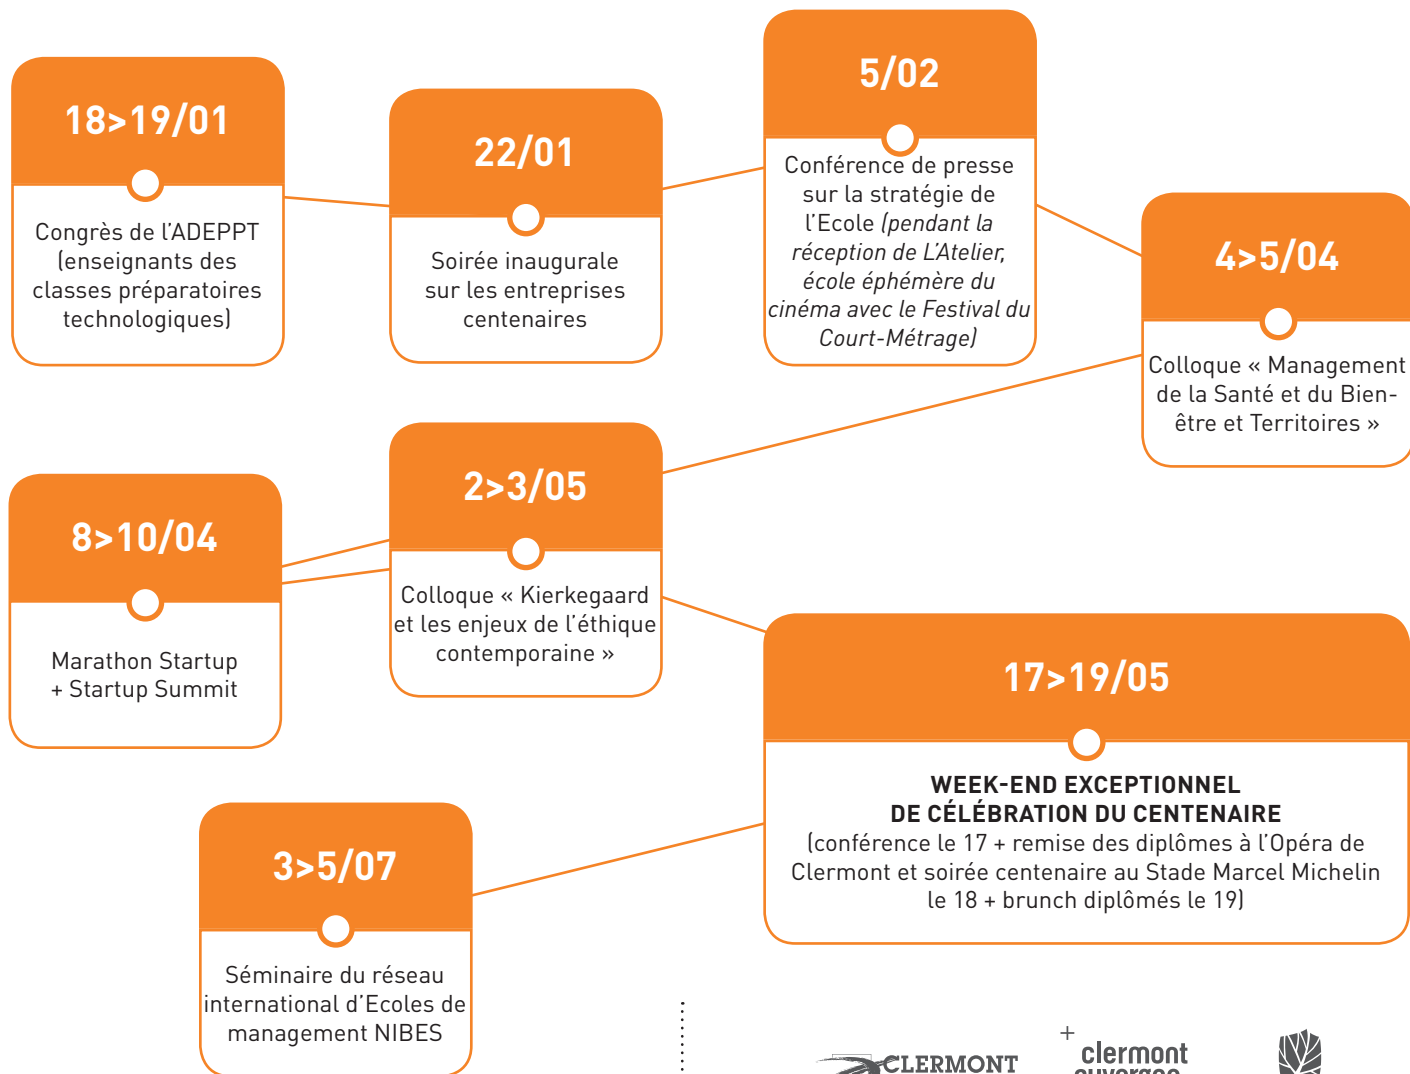 18>19/01
Congrès de l'ADEPPT
(enseignants des
classes préparatoires
technologiques)
22/01
Soirée inaugurale
sur les entreprises
centenaires
5/02
Conférence de presse
sur la stratégie de
l'Ecole (pendant la
réception de L'Atelier,
école éphémère du
cinéma avec le Festival du
Court-Métrage)
4>5/04
Colloque « Management
de la Santé et du Bien-
être et Territoires »
8>10/04
Marathon Startup
+ Startup Summit
2>3/05
Colloque « Kierkegaard
et les enjeux de l'éthique
contemporaine »
17>19/05
WEEK-END EXCEPTIONNEL
DE CÉLÉBRATION DU CENTENAIRE
(conférence le 17 + remise des diplômes à l'Opéra de
Clermont et soirée centenaire au Stade Marcel Michelin
le 18 + brunch diplômés le 19)
3>5/07
Séminaire du réseau
international d'Ecoles de
management NIBES
CLERMONT
+
clermont
auvergne